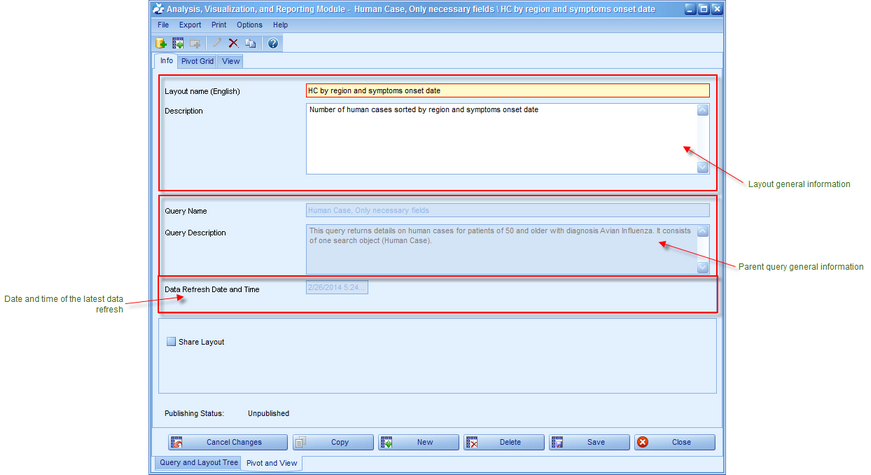 Analysis, Visualization, and Reporting Module - Human Case, Only necessary fields \ HC by region and symptoms onset date
File Export Print Options Help
Info Pivot Grid View
Layout name (English) HC by region and symptoms onset date
Description Number of human cases sorted by region and symptoms onset date
Layout general information
Query Name Human Case, Only necessary fields
Query Description This query returns details on human cases for patients of 50 and older with diagnosis Avian Influenza. It consists
of one search object (Human Case).
Parent query general information
Data Refresh Date and Time 2/26/2014 5:24...
Date and time of the latest data
refresh
Share Layout
Publishing Status: Unpublished
Cancel Changes Copy New Delete Save Close
Query and Layout Tree Pivot and View